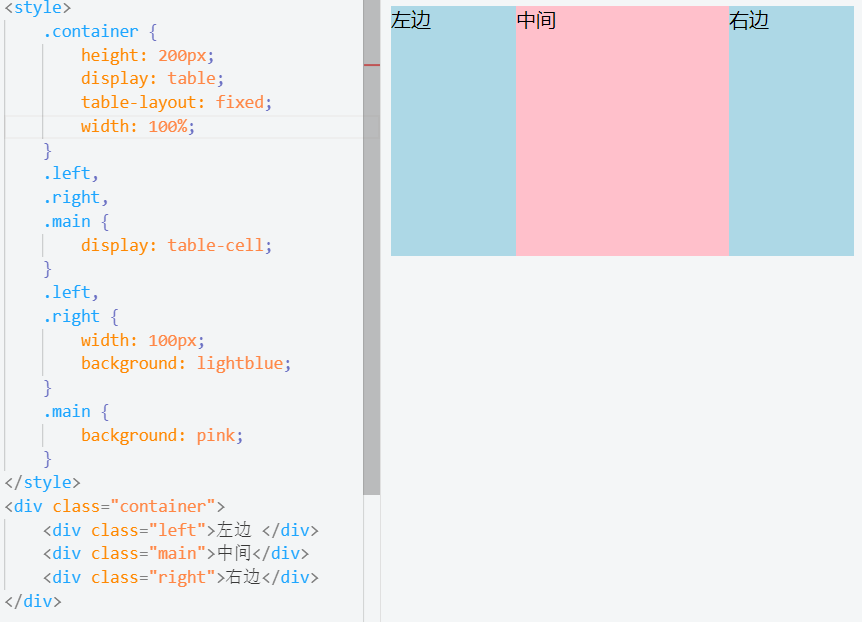 <style>
    .container {
        height: 200px;
        display: table;
        table-layout: fixed;
        width: 100%;
    }
    .left,
    .right,
    .main {
        display: table-cell;
    }
    .left,
    .right {
        width: 100px;
        background: lightblue;
    }
    .main {
        background: pink;
    }
</style>
<div class="container">
    <div class="left">左边 </div>
    <div class="main">中间</div>
    <div class="right">右边</div>
</div>
左边 中间 右边